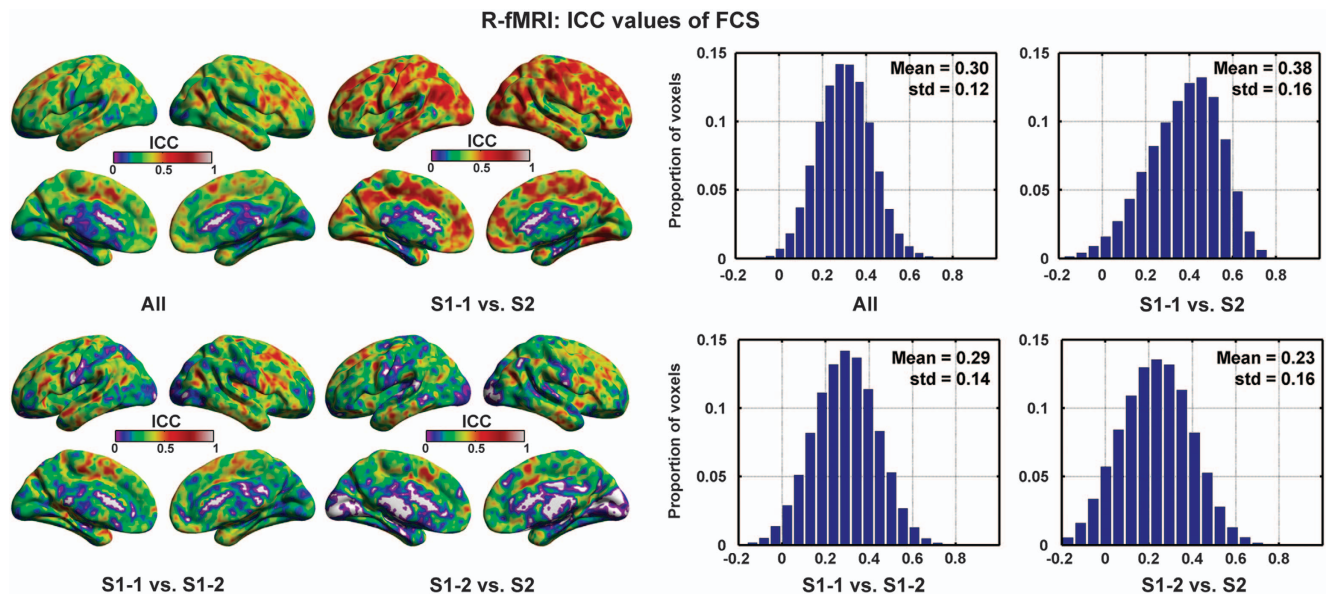 R-fMRI: ICC values of FCS
ICC
0 0.5 1
ICC
0 0.5 1
All
S1-1 vs. S2
Proportion of voxels
0.15
0.1
0.05
0
Mean = 0.30
std = 0.12
-0.2 0 0.2 0.4 0.6 0.8
All
0.15
0.1
0.05
0
Mean = 0.38
std = 0.16
-0.2 0 0.2 0.4 0.6 0.8
S1-1 vs. S2
ICC
0 0.5 1
ICC
0 0.5 1
S1-1 vs. S1-2
S1-2 vs. S2
Proportion of voxels
0.15
0.1
0.05
0
Mean = 0.29
std = 0.14
-0.2 0 0.2 0.4 0.6 0.8
S1-1 vs. S1-2
0.15
0.1
0.05
0
Mean = 0.23
std = 0.16
-0.2 0 0.2 0.4 0.6 0.8
S1-2 vs. S2